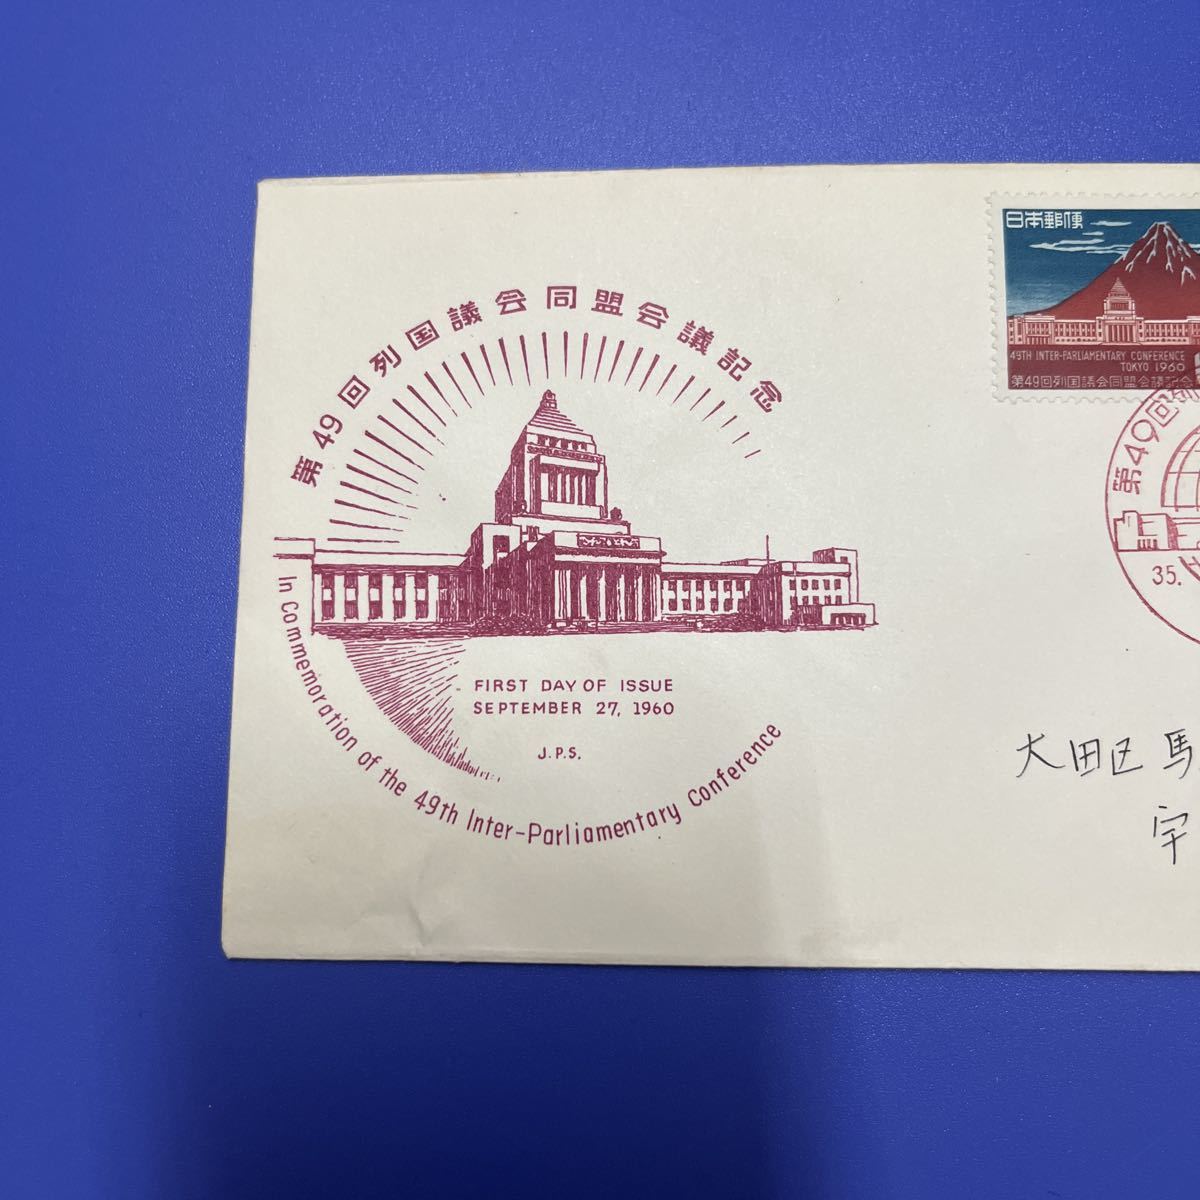 第49回列国議会同盟会議記念
FIRST DAY OF ISSUE
SEPTEMBER 27, 1960
J.P.S.
In Commemoration of the 49th Inter-Parliamentary Conference
日本郵便
49TH INTER-PARLIAMENTARY CONFERENCE
TOKYO 1960
第49回列国議会同盟会議記念
第49回列
35.
大田区馬
宇